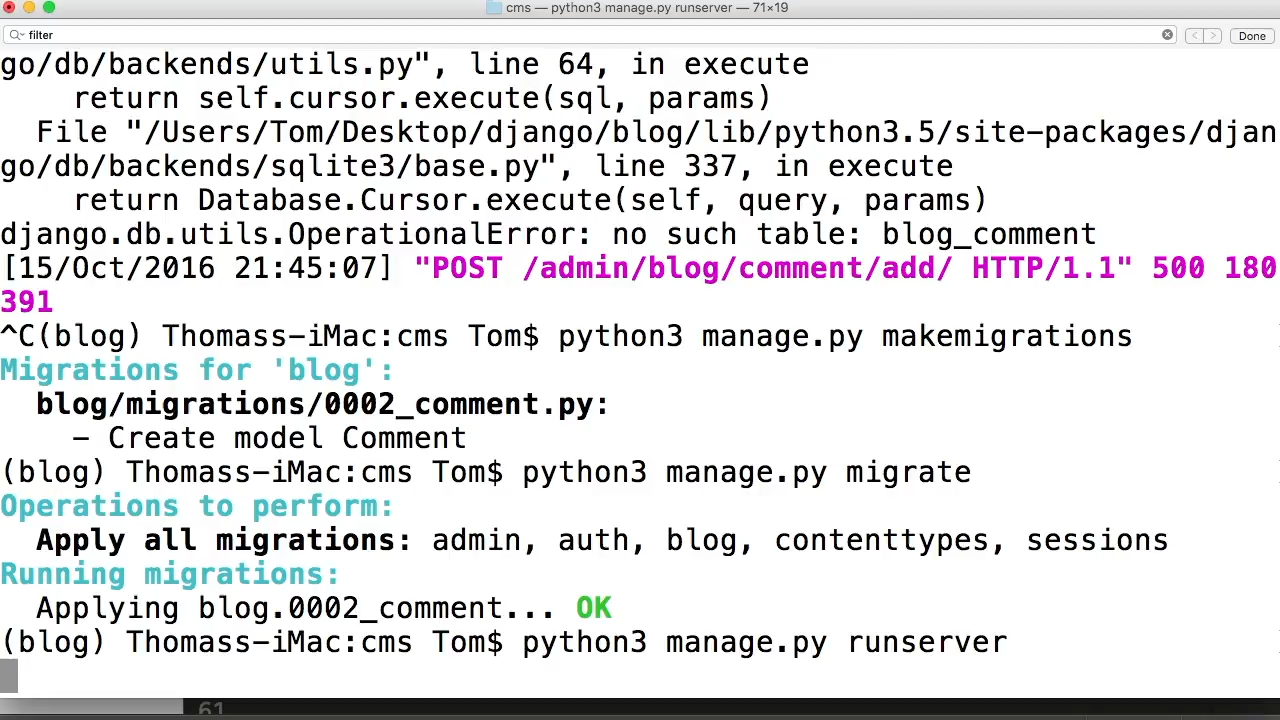 cms — python3 manage.py runserver — 71×19
filter
Done
go/db/backends/utils.py", line 64, in execute
    return self.cursor.execute(sql, params)
  File "/Users/Tom/Desktop/django/blog/lib/python3.5/site-packages/djan
go/db/backends/sqlite3/base.py", line 337, in execute
    return Database.Cursor.execute(self, query, params)
django.db.utils.OperationalError: no such table: blog_comment
[15/Oct/2016 21:45:07] "POST /admin/blog/comment/add/ HTTP/1.1" 500 180
391
^C(blog) Thomass-iMac:cms Tom$ python3 manage.py makemigrations
Migrations for 'blog':
  blog/migrations/0002_comment.py:
    - Create model Comment
(blog) Thomass-iMac:cms Tom$ python3 manage.py migrate
Operations to perform:
  Apply all migrations: admin, auth, blog, contenttypes, sessions
Running migrations:
  Applying blog.0002_comment... OK
(blog) Thomass-iMac:cms Tom$ python3 manage.py runserver
61